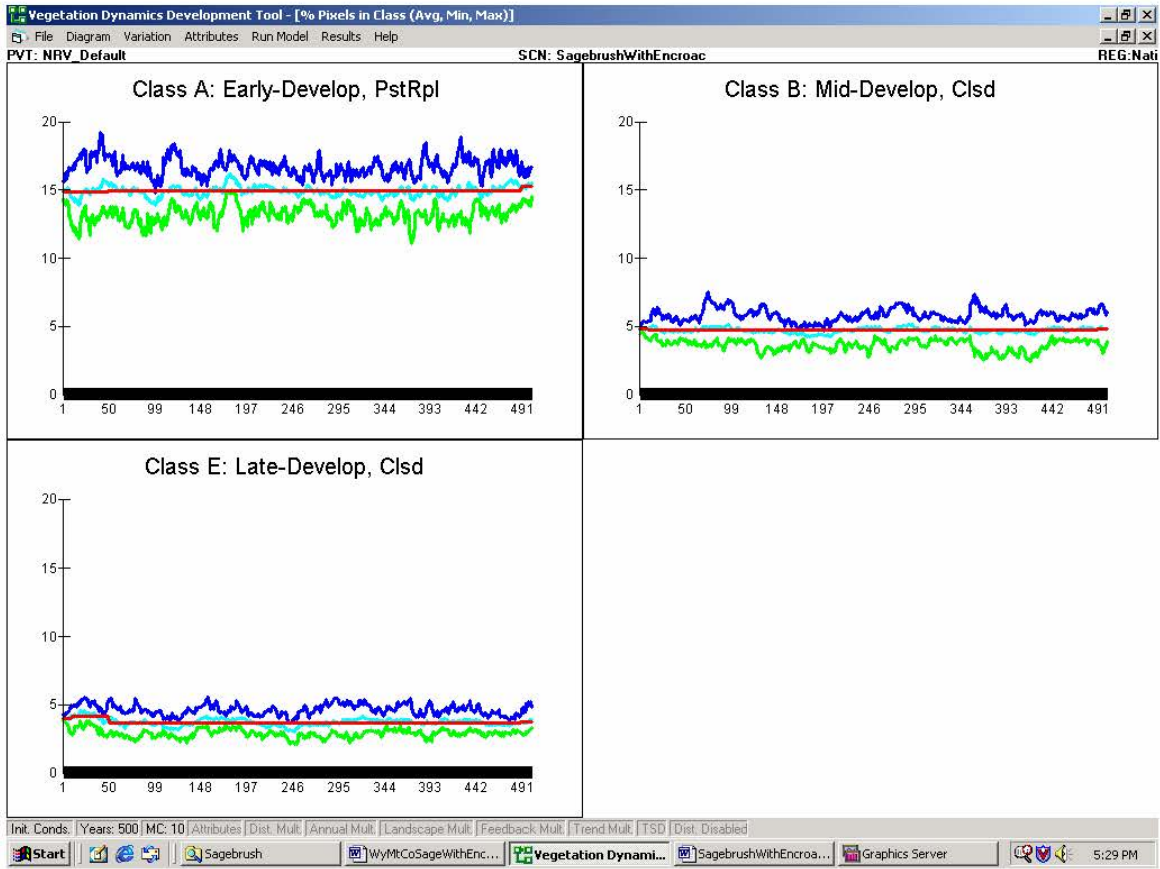 Vegetation Dynamics Development Tool - [% Pixels in Class (Avg, Min, Max)]
File Diagram Variation Attributes Run Model Results Help
PVT: NRV_Default SCN: SagebrushWithEncroac REG:Nati
Class A: Early-Develop, PstRpl
20
15
10
5
0
1 50 99 148 197 246 295 344 393 442 491
Class B: Mid-Develop, Clsd
20
15
10
5
0
1 50 99 148 197 246 295 344 393 442 491
Class E: Late-Develop, Clsd
20
15
10
5
0
1 50 99 148 197 246 295 344 393 442 491
Init. Conds. Years: 500 MC: 10 Attributes Dist. Mult. Annual Mult. Landscape Mult. Feedback Mult. Trend Mult. TSD Dist. Disabled
Start Sagebrush WyMtCoSageWithEnc... Vegetation Dynami... SagebrushWithEncroa... Graphics Server 5:29 PM